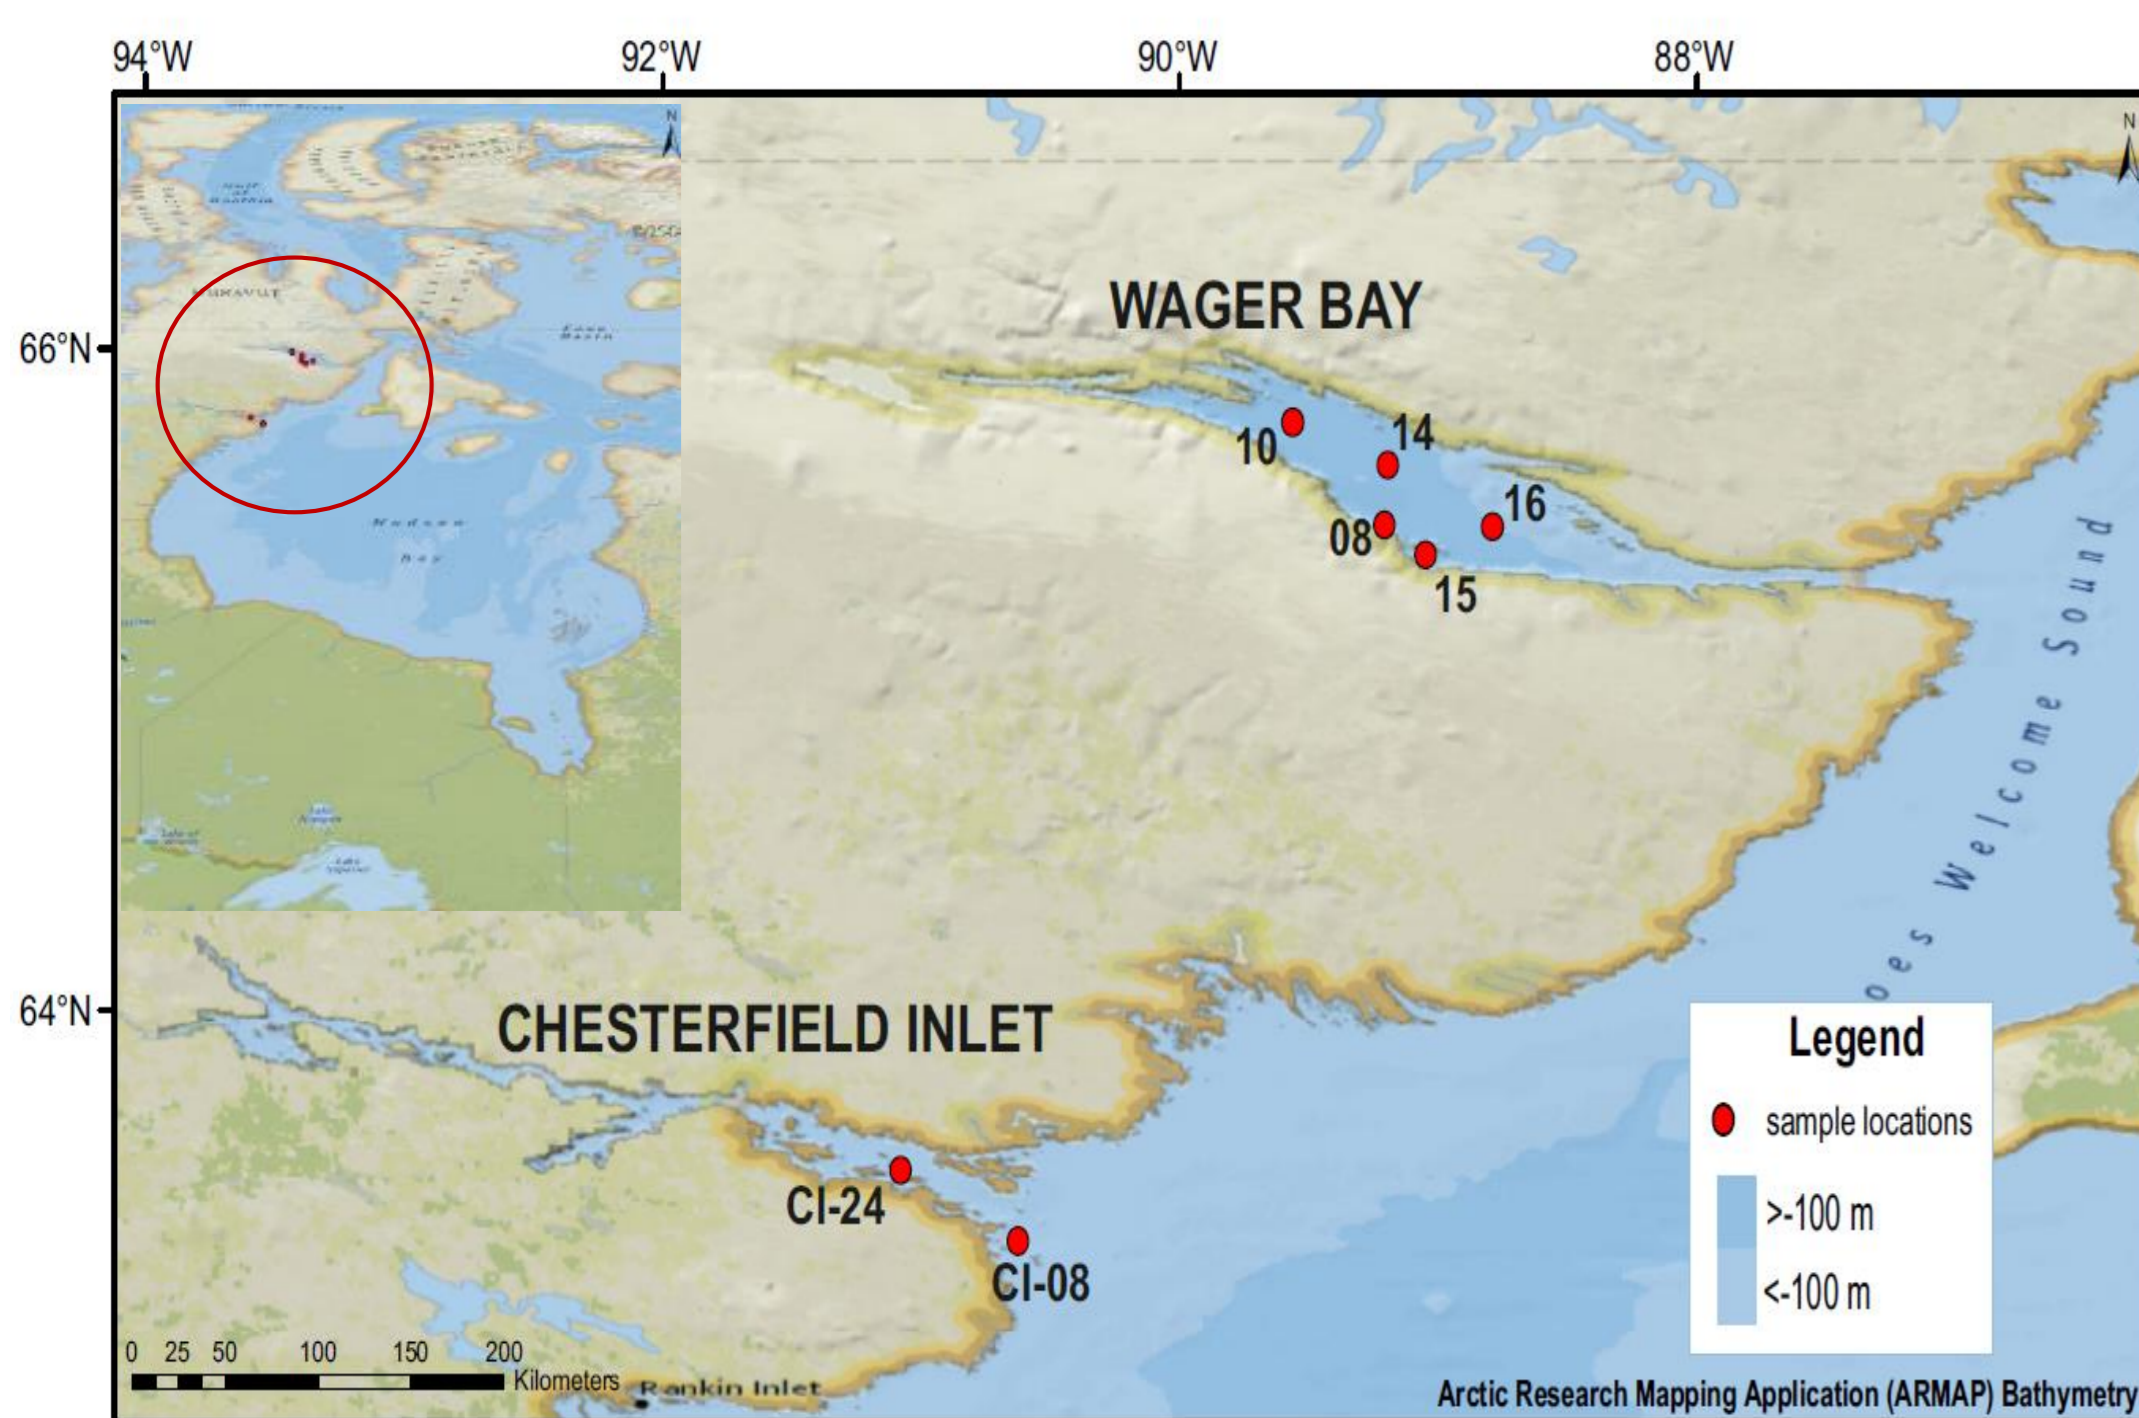 94°W 92°W 90°W 88°W
N
N
66°N
64°N
WAGER BAY
10
14
16
08
15
Hudson
Bay
oes Welcome Sound
CHESTERFIELD INLET
CI-24
CI-08
Legend
sample locations
>-100 m
<-100 m
0 25 50 100 150 200
Kilometers
Rankin Inlet
Arctic Research Mapping Application (ARMAP) Bathymetry